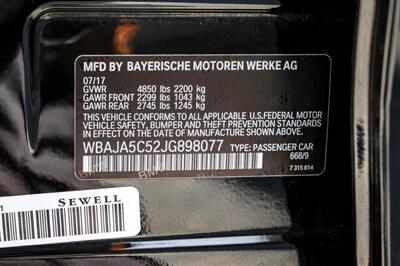 MFD BY BAYERISCHE MOTOREN WERKE AG
07/17
GVWR 4850 lbs 2200 kg
GAWR FRONT 2299 lbs 1043 kg
GAWR REAR 2745 lbs 1245 kg
THIS VEHICLE CONFORMS TO ALL APPLICABLE U.S.FEDERAL MOTOR
VEHICLE SAFETY, BUMPER AND THEFT PREVENTION STANDARDS IN
EFFECT ON THE DATE OF MANUFACTURE SHOWN ABOVE.
WBAJA5C52JG898077 TYPE: PASSENGER CAR
668/9
7 315 814
SEWELL